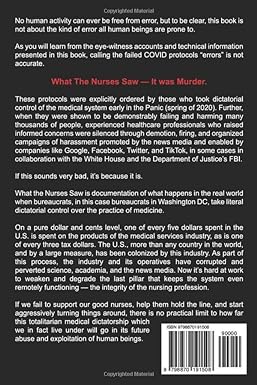 No human activity can ever be free from error, but to be clear, this book is
not about the kind of error all human beings are prone to.
As you will learn from the eye-witness accounts and technical information
presented in this book, calling the failed COVID protocols “errors” is not
accurate.
What The Nurses Saw — It was Murder.
These protocols were explicitly ordered by those who took dictatorial
control of the medical system early in the Panic (spring of 2020). Further,
when they were shown to be demonstrably failing and harming many
thousands of people, experienced healthcare professionals who raised
informed concerns were silenced through demotion, firing, and organized
campaigns of harassment promoted by the news media and enabled by
companies like Google, Facebook, Twitter, and TikTok, in some cases in
collaboration with the White House and the Department of Justice's FBI.
If this sounds very bad, it's because it is.
What the Nurses Saw is documentation of what happens in the real world
when bureaucrats, in this case bureaucrats in Washington DC, take
literal dictatorial control over the practice of medicine.
On a pure dollar and cents level, one of every five dollars spent in the
U.S. is spent on the products of the medical services industry, as is one
of every three tax dollars. The U.S., more than any country in the world,
and by a large measure, has been colonized by this industry. As part of
this process, the industry and its operatives have corrupted and
perverted science, academia, and the news media. Now it's hard at work
to weaken and degrade the last pillar that keeps the system even
remotely functioning — the integrity of the nursing profession.
If we fail to support our good nurses, help them hold the line, and start
aggressively turning things around, there is no practical limit to how far
this totalitarian medical dictatorship which
we in fact live under will go in its future
abuse and exploitation of human beings.
90000
9 798870 191508